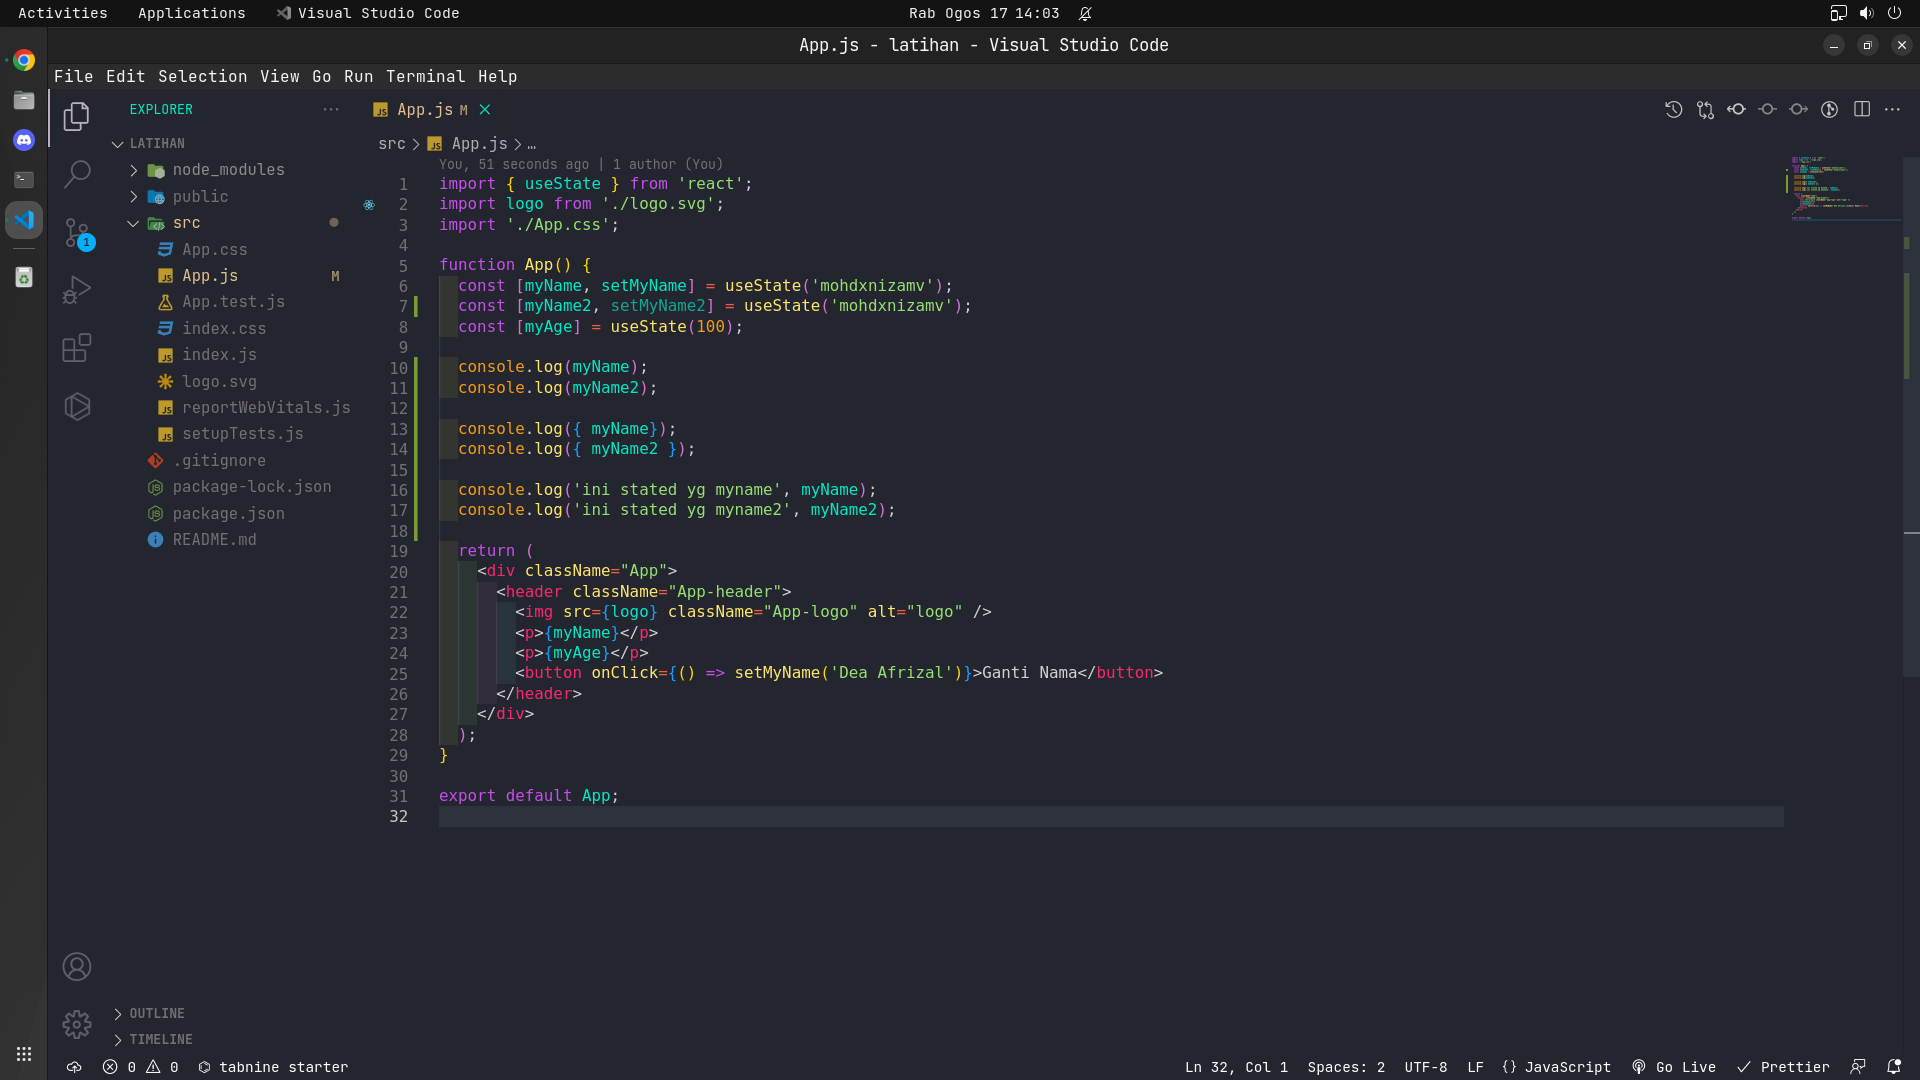 Activities Applications Visual Studio Code Rab Ogos 17 14:03
App.js - latihan - Visual Studio Code
File Edit Selection View Go Run Terminal Help
EXPLORER
LATIHAN
node_modules
public
src
App.css
App.js M
App.test.js
index.css
index.js
logo.svg
reportWebVitals.js
setupTests.js
.gitignore
package-lock.json
package.json
README.md
OUTLINE
TIMELINE
1
App.js M
src > App.js > …
You, 51 seconds ago | 1 author (You)
1 import { useState } from 'react';
2 import logo from './logo.svg';
3 import './App.css';
4
5 function App() {
6 const [myName, setMyName] = useState('mohdxnizamv');
7 const [myName2, setMyName2] = useState('mohdxnizamv');
8 const [myAge] = useState(100);
9
10 console.log(myName);
11 console.log(myName2);
12
13 console.log({ myName});
14 console.log({ myName2 });
15
16 console.log('ini stated yg myname', myName);
17 console.log('ini stated yg myname2', myName2);
18
19 return (
20 <div className="App">
21 <header className="App-header">
22 <img src={logo} className="App-logo" alt="logo" />
23 <p>{myName}</p>
24 <p>{myAge}</p>
25 <button onClick={() => setMyName('Dea Afrizal')}>Ganti Nama</button>
26 </header>
27 </div>
28 );
29 }
30
31 export default App;
32
0 0 tabnine starter Ln 32, Col 1 Spaces: 2 UTF-8 LF {} JavaScript Go Live Prettier